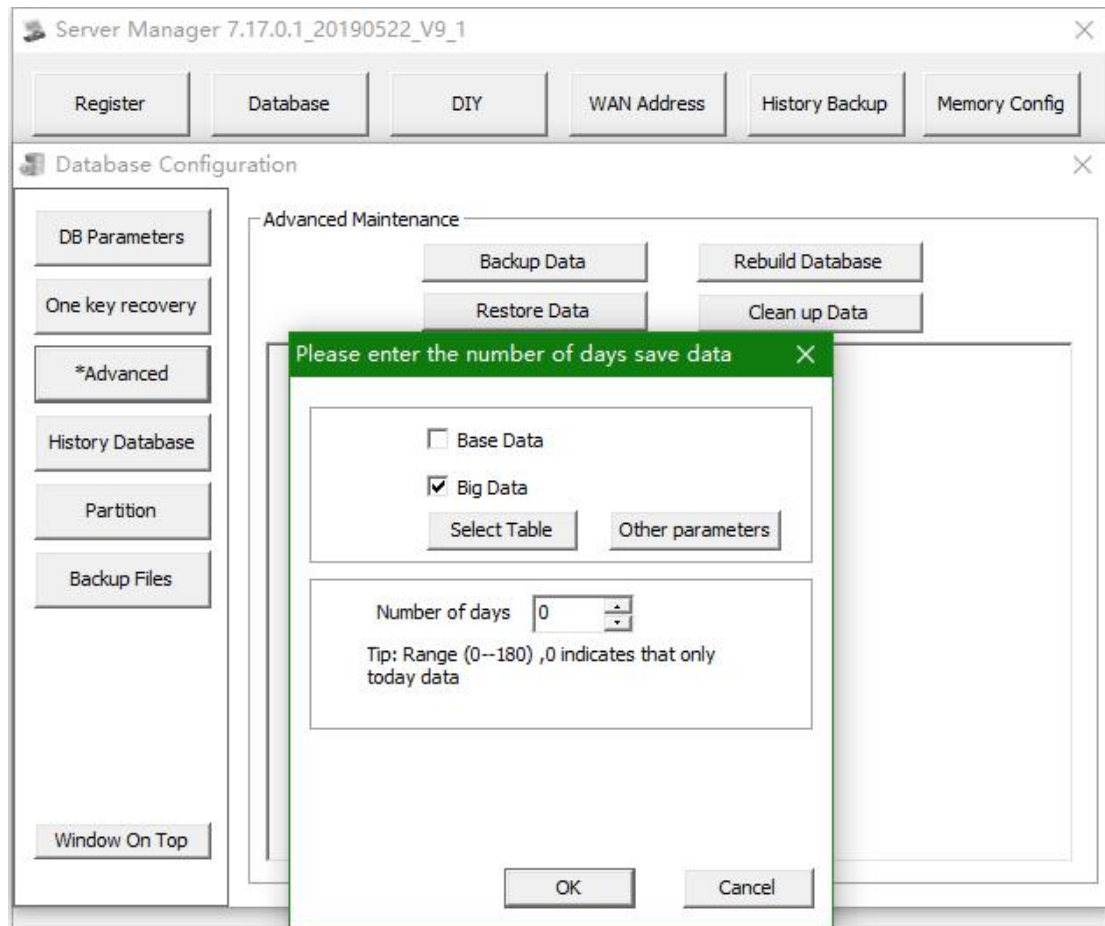 Server Manager 7.17.0.1_20190522_V9_1
Register Database DIY WAN Address History Backup Memory Config
Database Configuration
DB Parameters
One key recovery
*Advanced
History Database
Partition
Backup Files
Window On Top
Advanced Maintenance
Backup Data Rebuild Database
Restore Data Clean up Data
Please enter the number of days save data
Base Data
Big Data
Select Table Other parameters
Number of days 0
Tip: Range (0--180) ,0 indicates that only
today data
OK Cancel